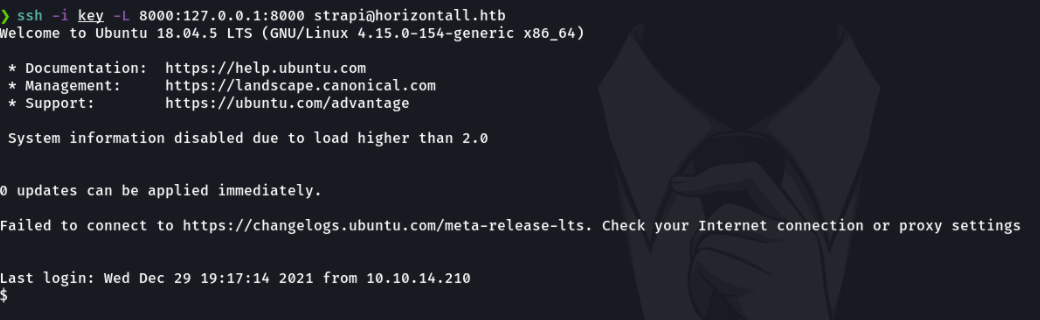 ❯ ssh -i key -L 8000:127.0.0.1:8000 strapi@horizontall.htb
Welcome to Ubuntu 18.04.5 LTS (GNU/Linux 4.15.0-154-generic x86_64)
* Documentation:  https://help.ubuntu.com
* Management:     https://landscape.canonical.com
* Support:        https://ubuntu.com/advantage
System information disabled due to load higher than 2.0
0 updates can be applied immediately.
Failed to connect to https://changelogs.ubuntu.com/meta-release-lts. Check your Internet connection or proxy settings
Last login: Wed Dec 29 19:17:14 2021 from 10.10.14.210
$